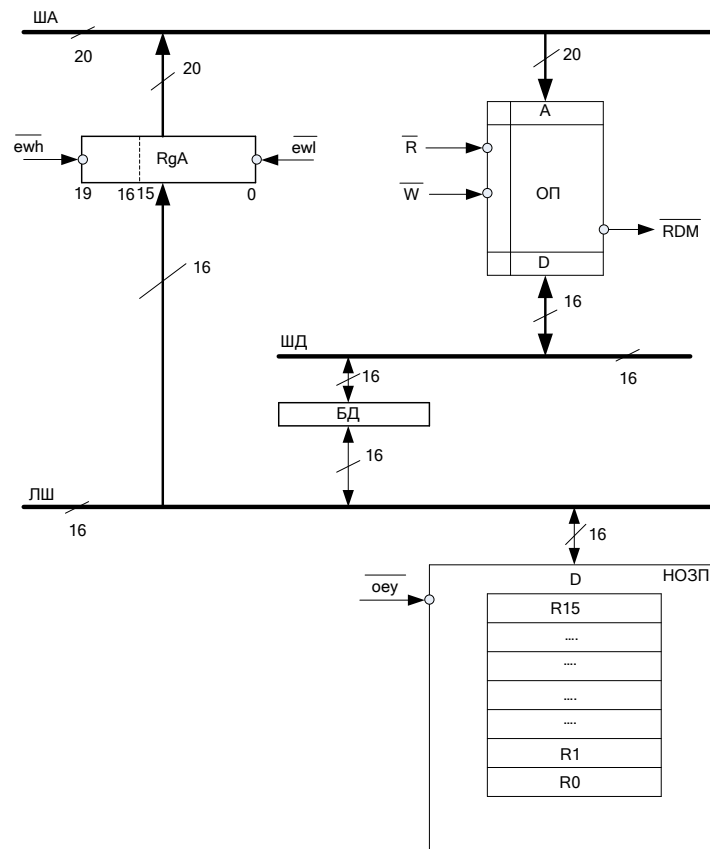 ША
20
20
20
ewh
RgA
ewl
19
16
15
0
16
A
R
W
ОП
RDM
D
16
ШД
16
16
БД
16
ЛШ
16
16
oey
D
НОЗП
R15
....
....
....
....
R1
R0